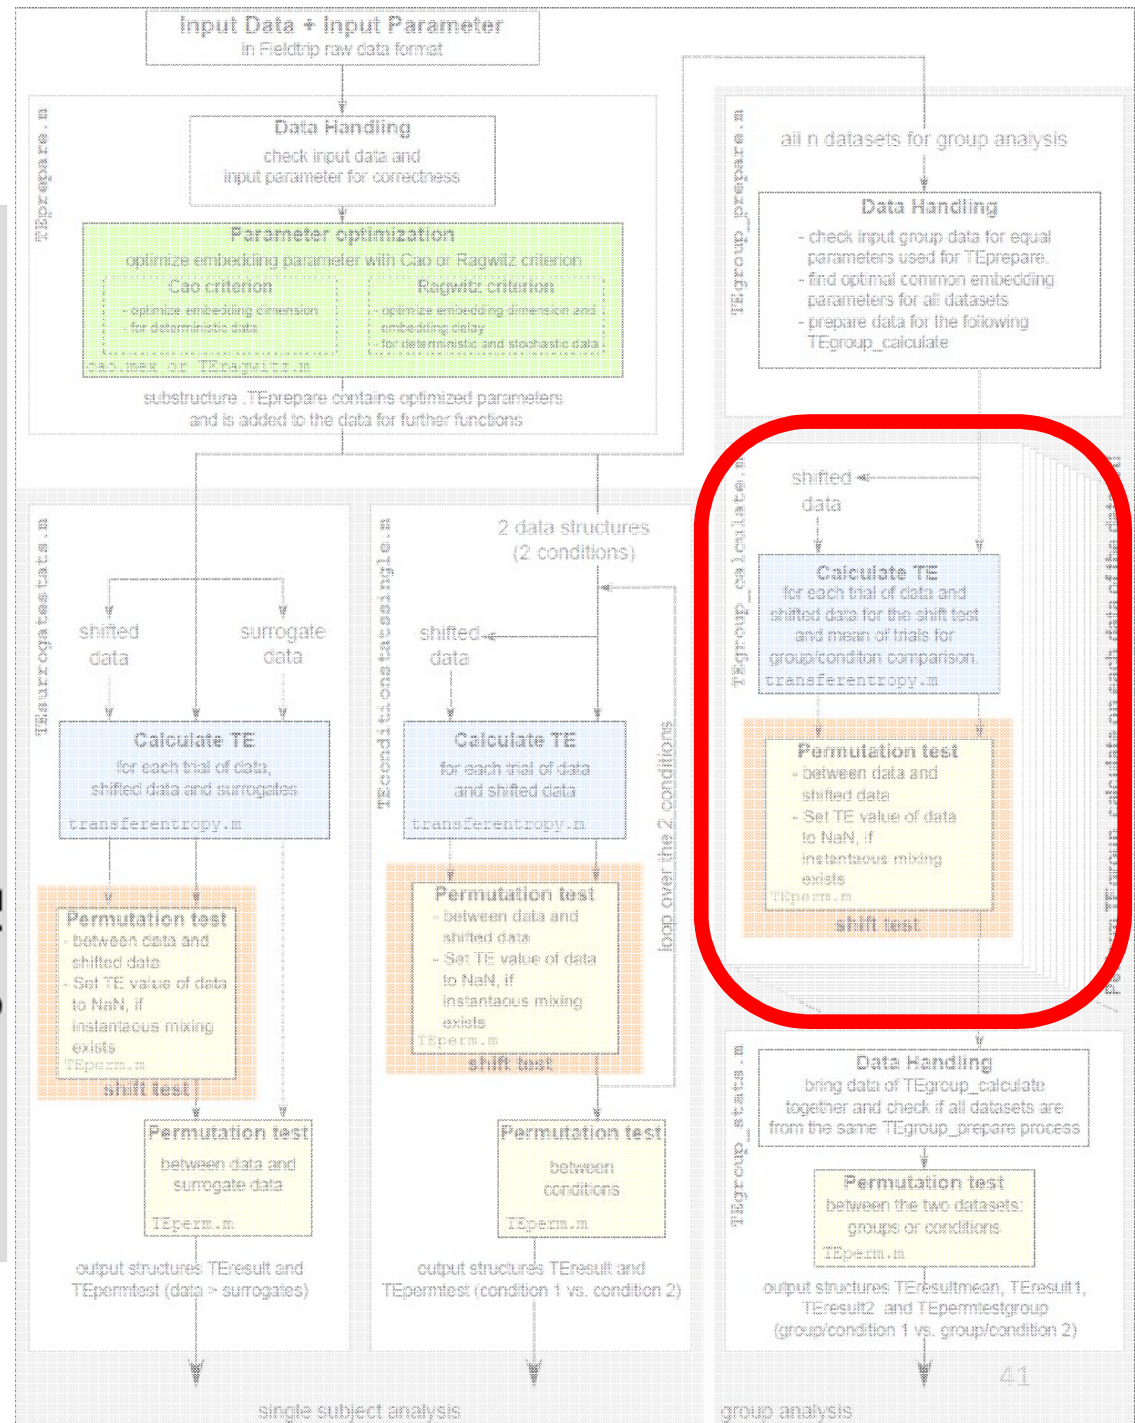 Input Data + Input Parameter
in Fieldtrip raw data format
TEprepare.m
Data Handling
check input data and
input parameter for correctness
Parameter optimization
optimize embedding parameter with Cao or Ragwitz criterion
Cao criterion
- optimize embedding dimension
- for deterministic data
Ragwitz criterion
- optimize embedding dimension and
embedding delay
- for deterministic and stochastic data
cao.mex or TEragwitz.m
substructure .TEprepare contains optimized parameters
and is added to the data for further functions
TEsurrogatestats.m
shifted
data
surrogate
data
Calculate TE
for each trial of data,
shifted data and surrogates
transferentropy.m
Permutation test
- between data and
shifted data
- Set TE value of data
to NaN, if
instantaous mixing
exists
TEperm.m
shift test
Permutation test
between data and
surrogate data
TEperm.m
output structures TEresult and
TEpermtest (data > surrogates)
TEconditionstatssingle.m
2 data structures
(2 conditions)
shifted
data
Calculate TE
for each trial of data
and shifted data
transferentropy.m
loop over the 2 conditions
Permutation test
- between data and
shifted data
- Set TE value of data
to NaN, if
instantaous mixing
exists
TEperm.m
shift test
Permutation test
between
conditions
TEperm.m
output structures TEresult and
TEpermtest (condition 1 vs. condition 2)
single subject analysis
TEgroup_prepare.m
all n datasets for group analysis
Data Handling
- check input group data for equal
parameters used for TEprepare.
- find optimal common embedding
parameters for all datasets
- prepare data for the following
TEgroup_calculate
TEgroup_calculate.m
shifted
data
Calculate TE
for each trial of data and
shifted data for the shift test
and mean of trials for
group/condition comparison.
transferentropy.m
Permutation test
- between data and
shifted data
- Set TE value of data
to NaN, if
instantaous mixing
exists
TEperm.m
shift test
TEgroup_calculate on each data of the
TEgroup_stats.m
Data Handling
bring data of TEgroup_calculate
together and check if all datasets are
from the same TEgroup_prepare process
Permutation test
between the two datasets:
groups or conditions
TEperm.m
output structures TEresultmean, TEresult1,
TEresult2 and TEpermtestgroup
(group/condition 1 vs. group/condition 2)
41
group analysis